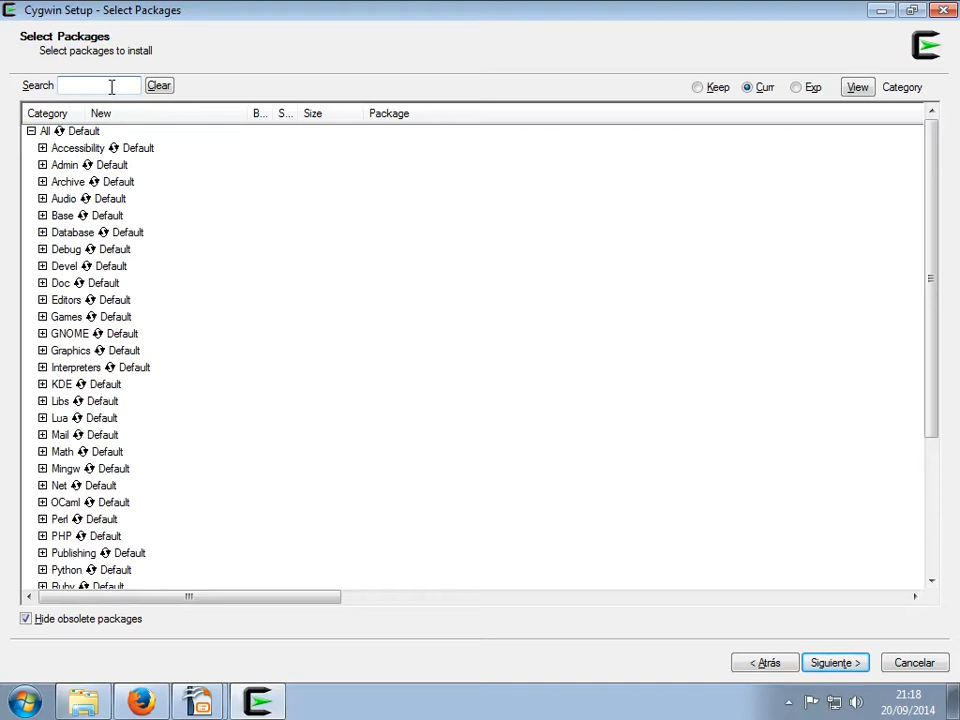 Cygwin Setup - Select Packages
Select Packages
Select packages to install
Search Clear Keep Curr Exp View Category
Category New B... S... Size Package
All Default
Accessibility Default
Admin Default
Archive Default
Audio Default
Base Default
Database Default
Debug Default
Devel Default
Doc Default
Editors Default
Games Default
GNOME Default
Graphics Default
Interpreters Default
KDE Default
Libs Default
Lua Default
Mail Default
Math Default
Mingw Default
Net Default
OCaml Default
Perl Default
PHP Default
Publishing Default
Python Default
Ruby Default
Hide obsolete packages
< Atrás Siguiente > Cancelar
21:18
20/09/2014